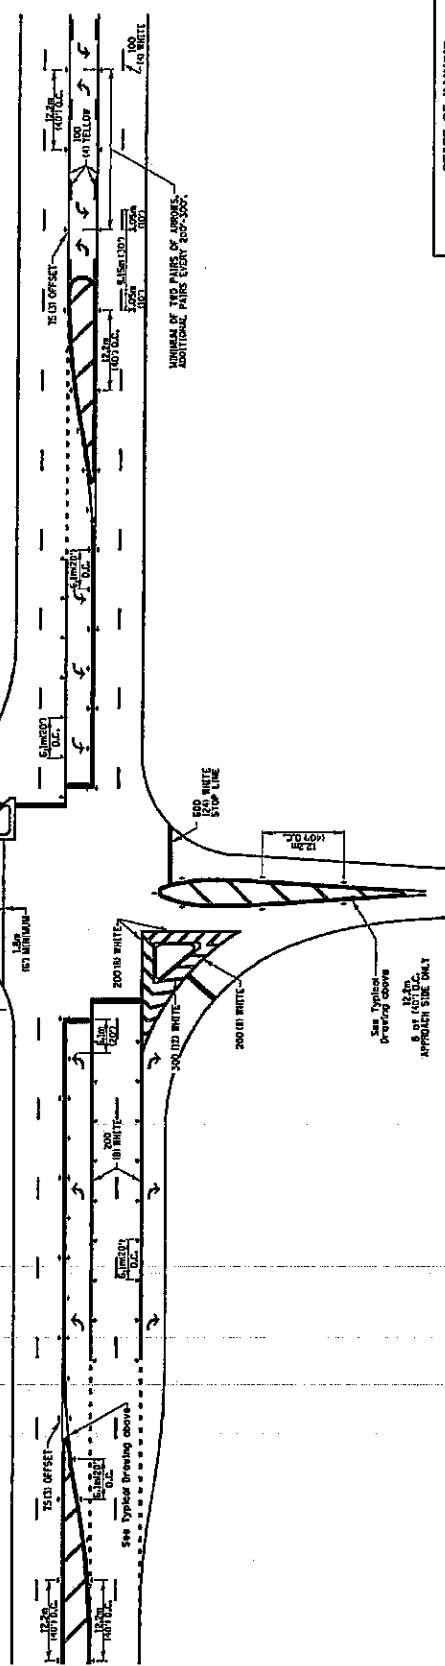 12.2m
(40') O.C.
100
(4) YELLOW
100
(4) WHITE
75 (3) OFFSET
9.15m (30')
3.05m
(10')
3.05m
(10')
12.2m
(40') O.C.
MINIMUM OF TWO PAIRS OF ARROWS.
ADDITIONAL PAIRS EVERY 200'-300'.
6.1m(20')
O.C.
6.1m(20')
O.C.
600
(24) WHITE
STOP LINE
12.2m
(40') O.C.
1.8m
(6') MINIMUM
200 (8) WHITE
300 (12) WHITE
200 (8) WHITE
See Typical
Drawing above
12.2m
6 @ (40') O.C.
APPROACH SIDE ONLY
6.1m
(20')
200
(8) WHITE
6.1m(20')
O.C.
75 (3) OFFSET
6.1m(20')
O.C.
See Typical Drawing above
12.2m
(40') O.C.
12.2m
(40') O.C.